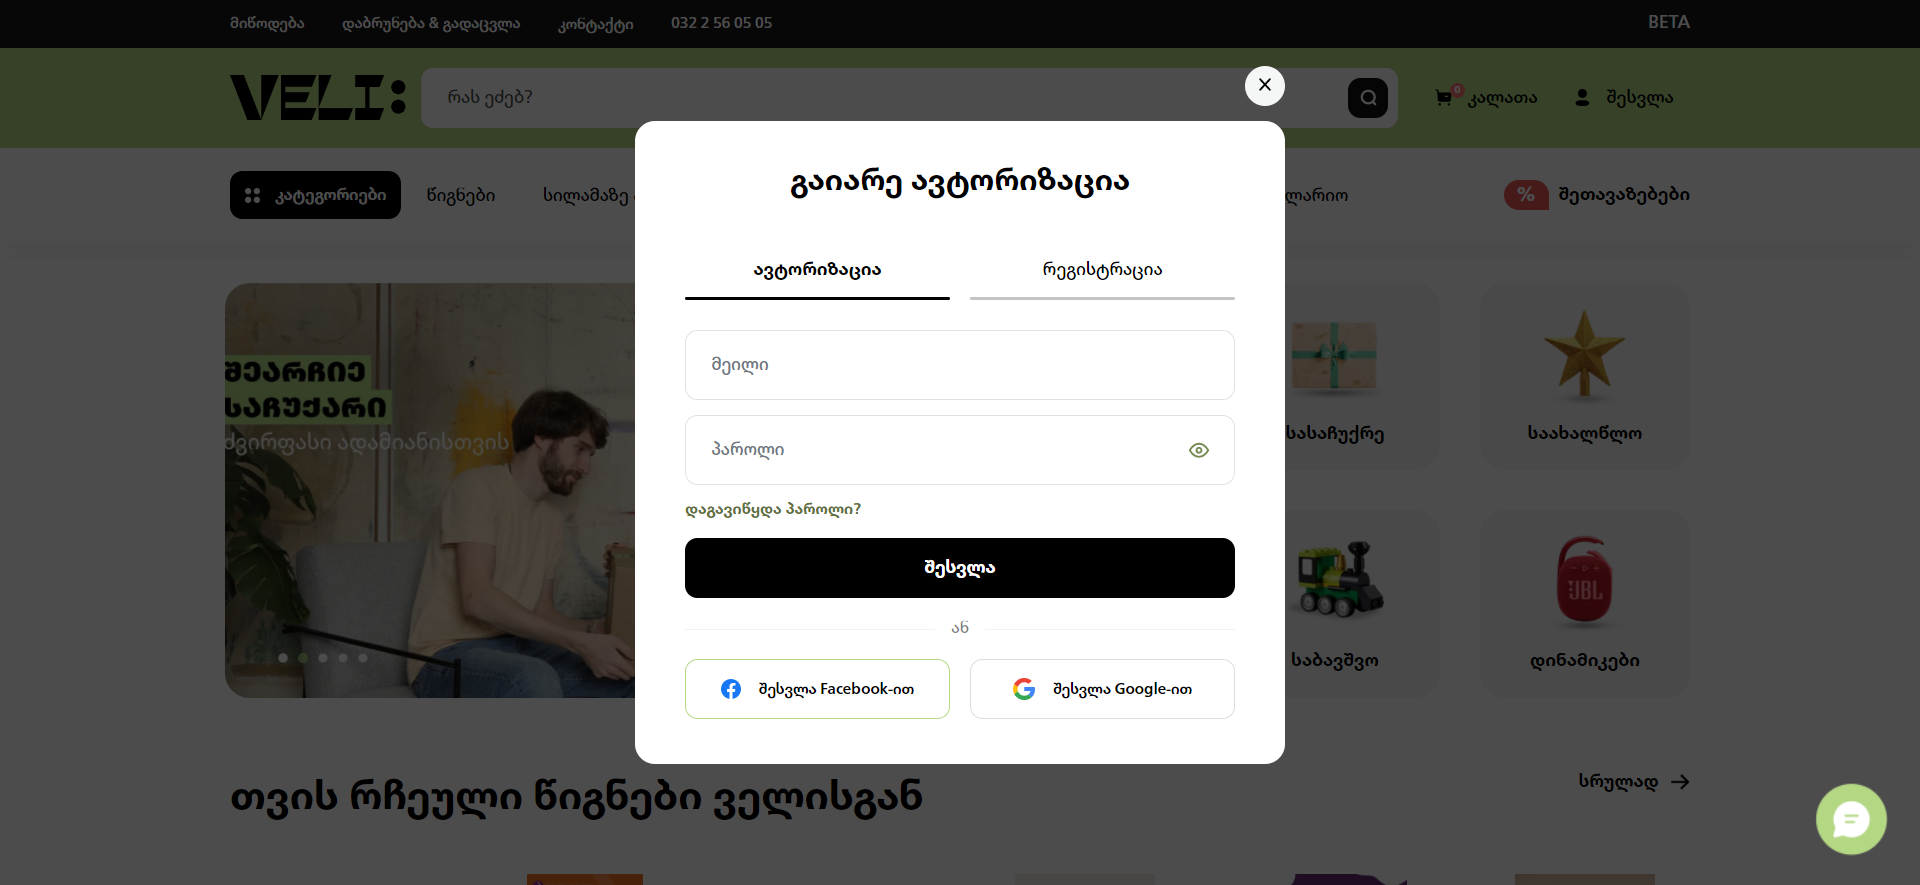 მიწოდება დაბრუნება & გადაცვლა კონტაქტი 032 2 56 05 05 BETA
VELI:
რას ეძებ?
0 კალათა შესვლა
კატეგორიები წიგნები სილამაზე ლარიო % შეთავაზებები
გაიარე ავტორიზაცია
ავტორიზაცია რეგისტრაცია
მეილი
პაროლი
დაგავიწყდა პაროლი?
შესვლა
ან
შესვლა Facebook-ით შესვლა Google-ით
შეარჩიე
საჩუქარი
ძვირფასი ადამიანისთვის
სასაჩუქრე საახალწლო
JBL
საბავშვო დინამიკები
თვის რჩეული წიგნები ველისგან სრულად